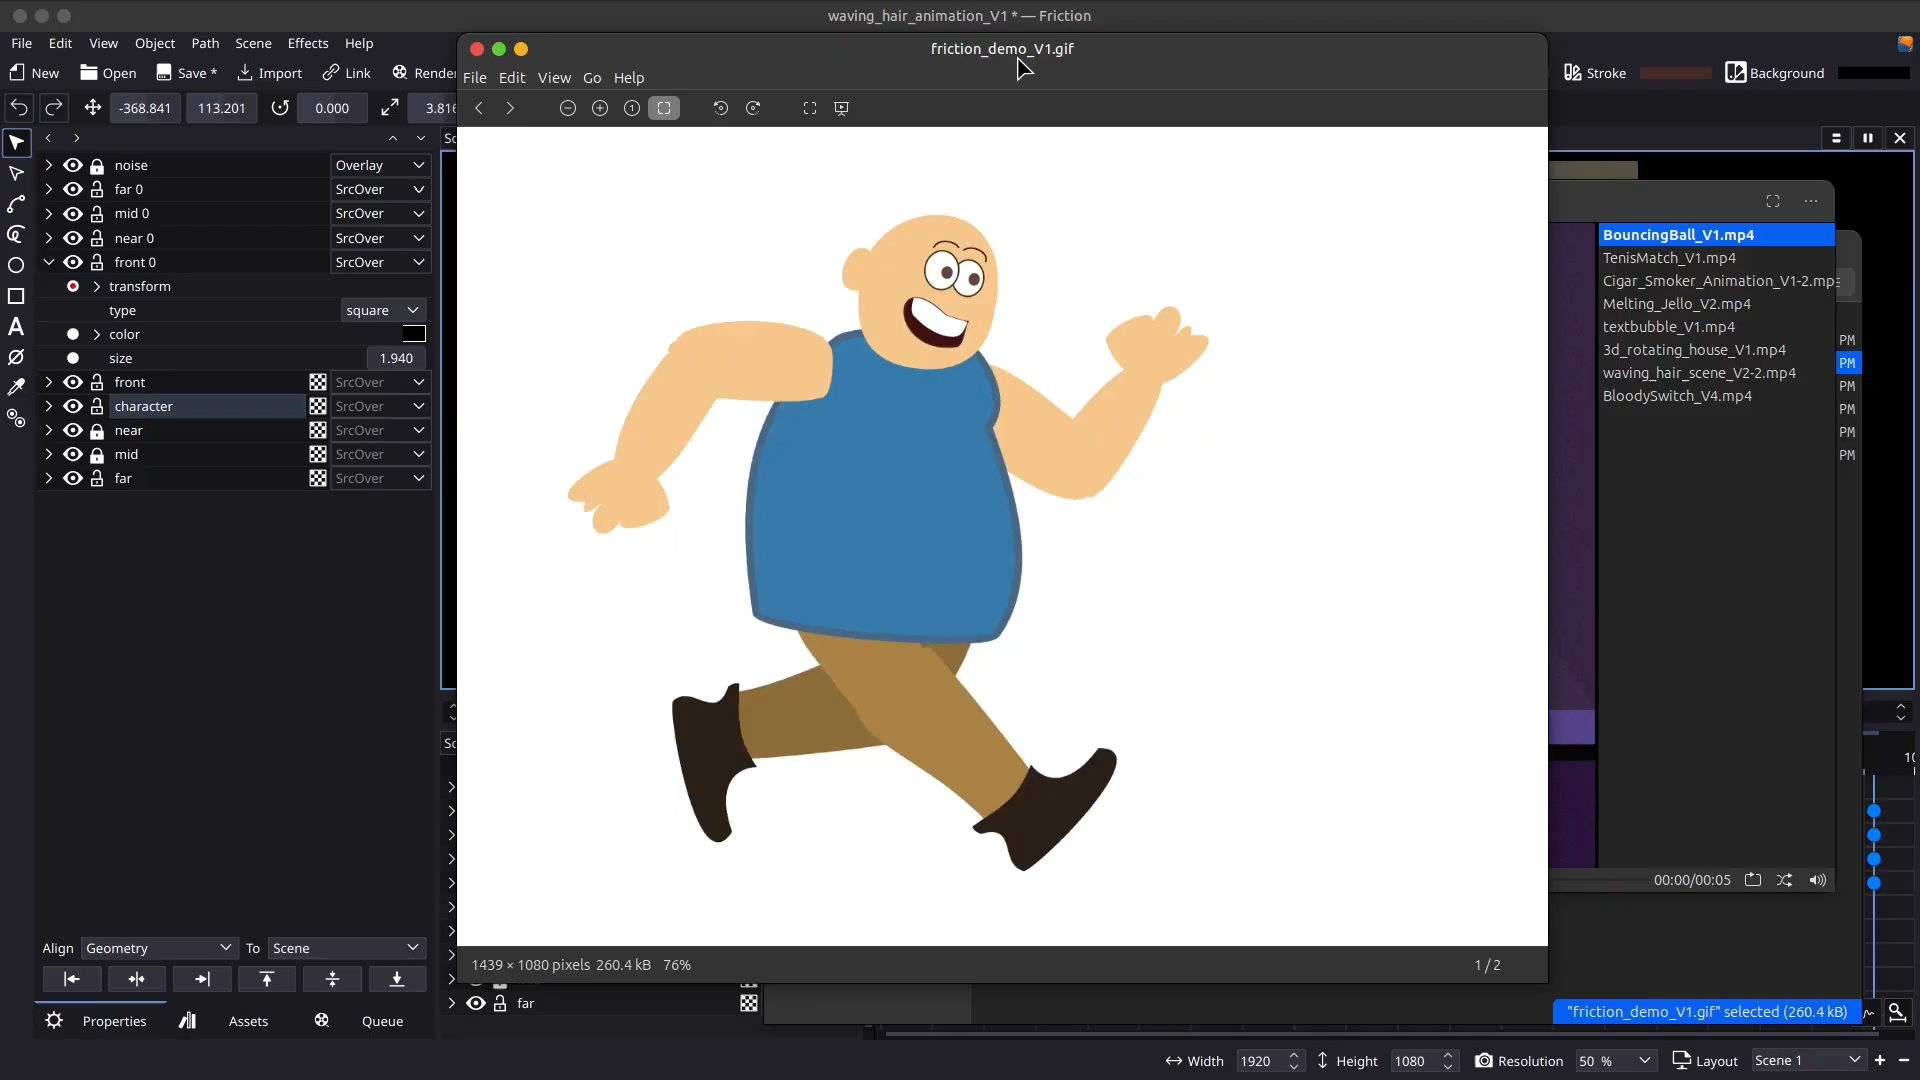 waving_hair_animation_V1 * — Friction
File Edit View Object Path Scene Effects Help
New Open Save * Import Link Render
Stroke Background
-368.841 113.201 0.000 3.816
friction_demo_V1.gif
File Edit View Go Help
noise Overlay
far 0 SrcOver
mid 0 SrcOver
near 0 SrcOver
front 0 SrcOver
transform
type square
color
size 1.940
front SrcOver
character SrcOver
near SrcOver
mid SrcOver
far SrcOver
BouncingBall_V1.mp4
TenisMatch_V1.mp4
Cigar_Smoker_Animation_V1-2.mp
Melting_Jello_V2.mp4
textbubble_V1.mp4
3d_rotating_house_V1.mp4
waving_hair_scene_V2-2.mp4
BloodySwitch_V4.mp4
PM
PM
PM
PM
PM
PM
00:00/00:05
1439 × 1080 pixels 260.4 kB 76%
1 / 2
far
"friction_demo_V1.gif" selected (260.4 kB)
Align Geometry To Scene
Properties Assets Queue
Width 1920 Height 1080 Resolution 50 % Layout Scene 1